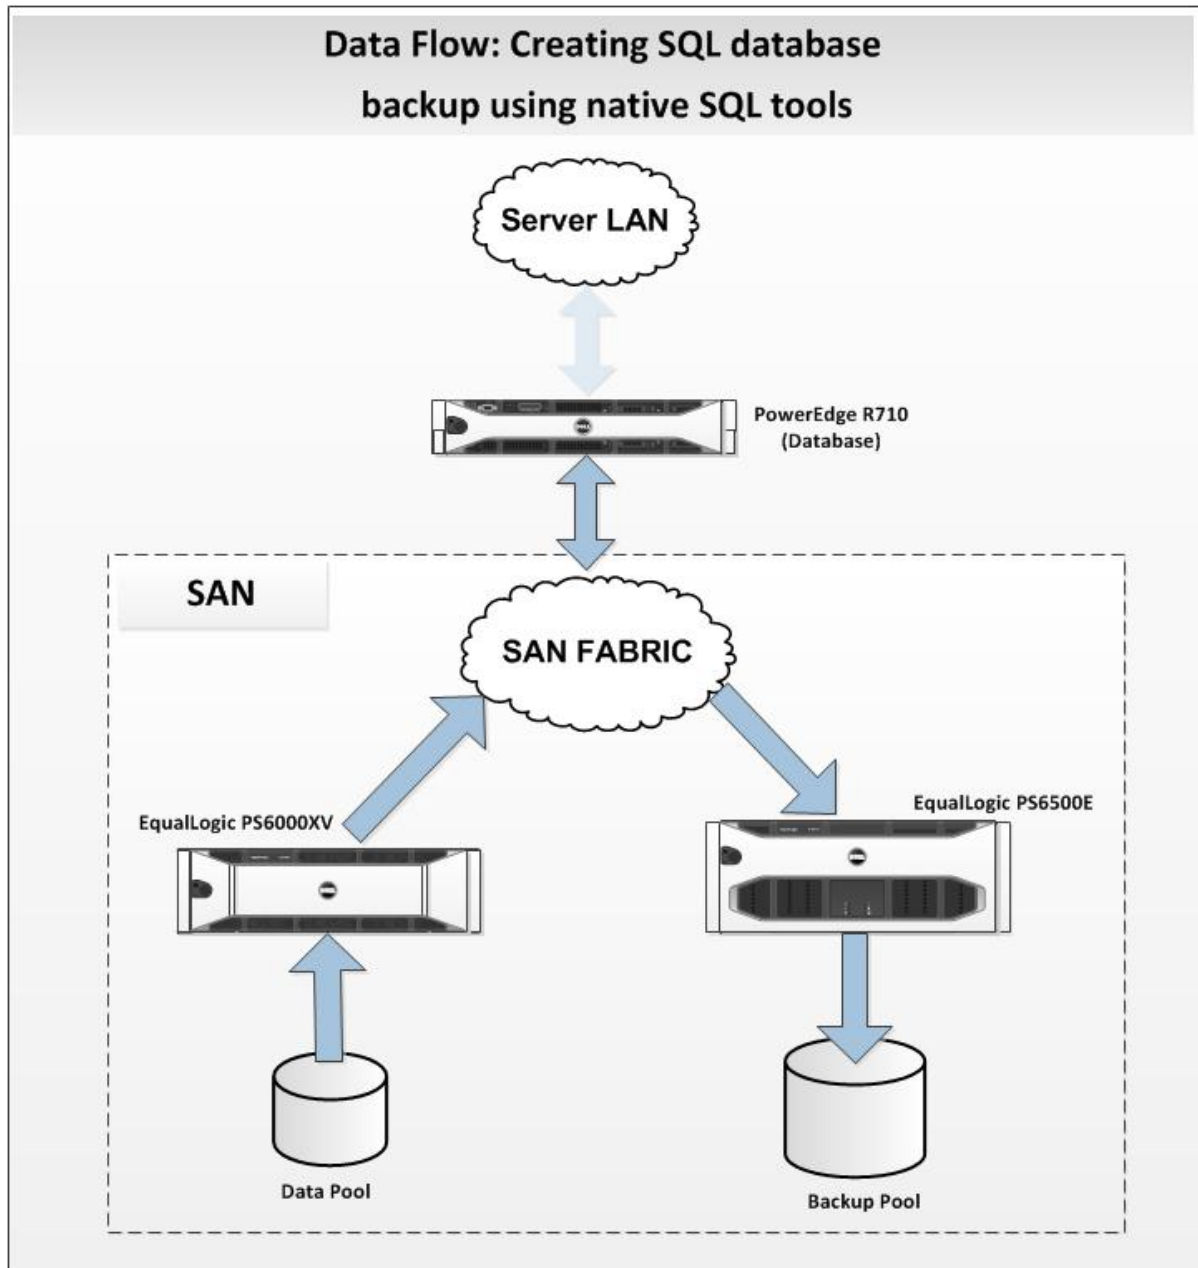 Data Flow: Creating SQL database
backup using native SQL tools
Server LAN
PowerEdge R710
(Database)
SAN
SAN FABRIC
EqualLogic PS6000XV
EqualLogic PS6500E
Data Pool
Backup Pool